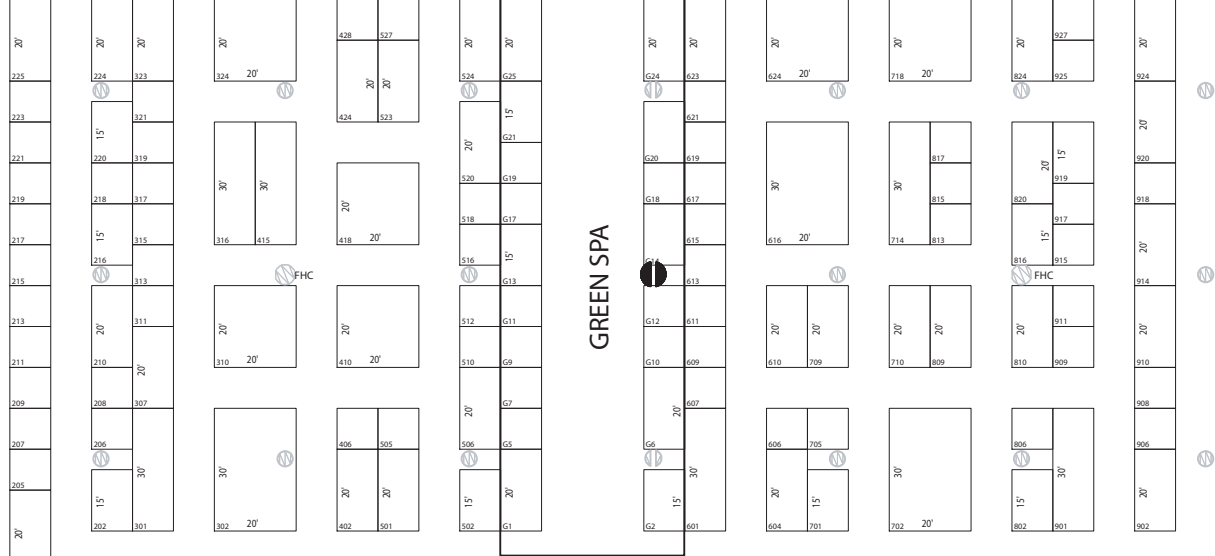 20' 20' 20' 20' 20' 20' 20' 20' 20' 20' 20' 20'
428 527
927
225 224 323 324 20' 524 G25 G24 623 624 20' 718 20' 824 925 924
20' 20'
15'
223 321 424 523 621
15' 20' 20' 20' 15'
G21
221 220 319 G20 619 817 920
30' 30' 520 G19 30' 30' 919
219 218 317 20' G18 617 815 820 918
518 G17 917
15' 316 415 418 20' 616 20' 714 813 15' 20'
217 315 615
GREEN SPA
216 516 15' G14 816 915
FHC FHC
215 313 G13 613 914
213 311 512 G11 G12 611 911
20' 20' 20' 20' 20' 20' 20' 20' 20'
211 210 310 20' 410 20' 510 G9 G10 609 610 709 710 809 810 909 910
20'
209 208 307 G7 607 908
20' 20'
207 206 406 505 506 G5 G6 606 705 806 906
30' 30' 30' 30' 30'
205
15' 20' 20' 15' 20' 15' 20' 15' 15' 20'
202 301 302 20' 402 501 502 G1 G2 601 604 701 702 20' 802 901 902
20'